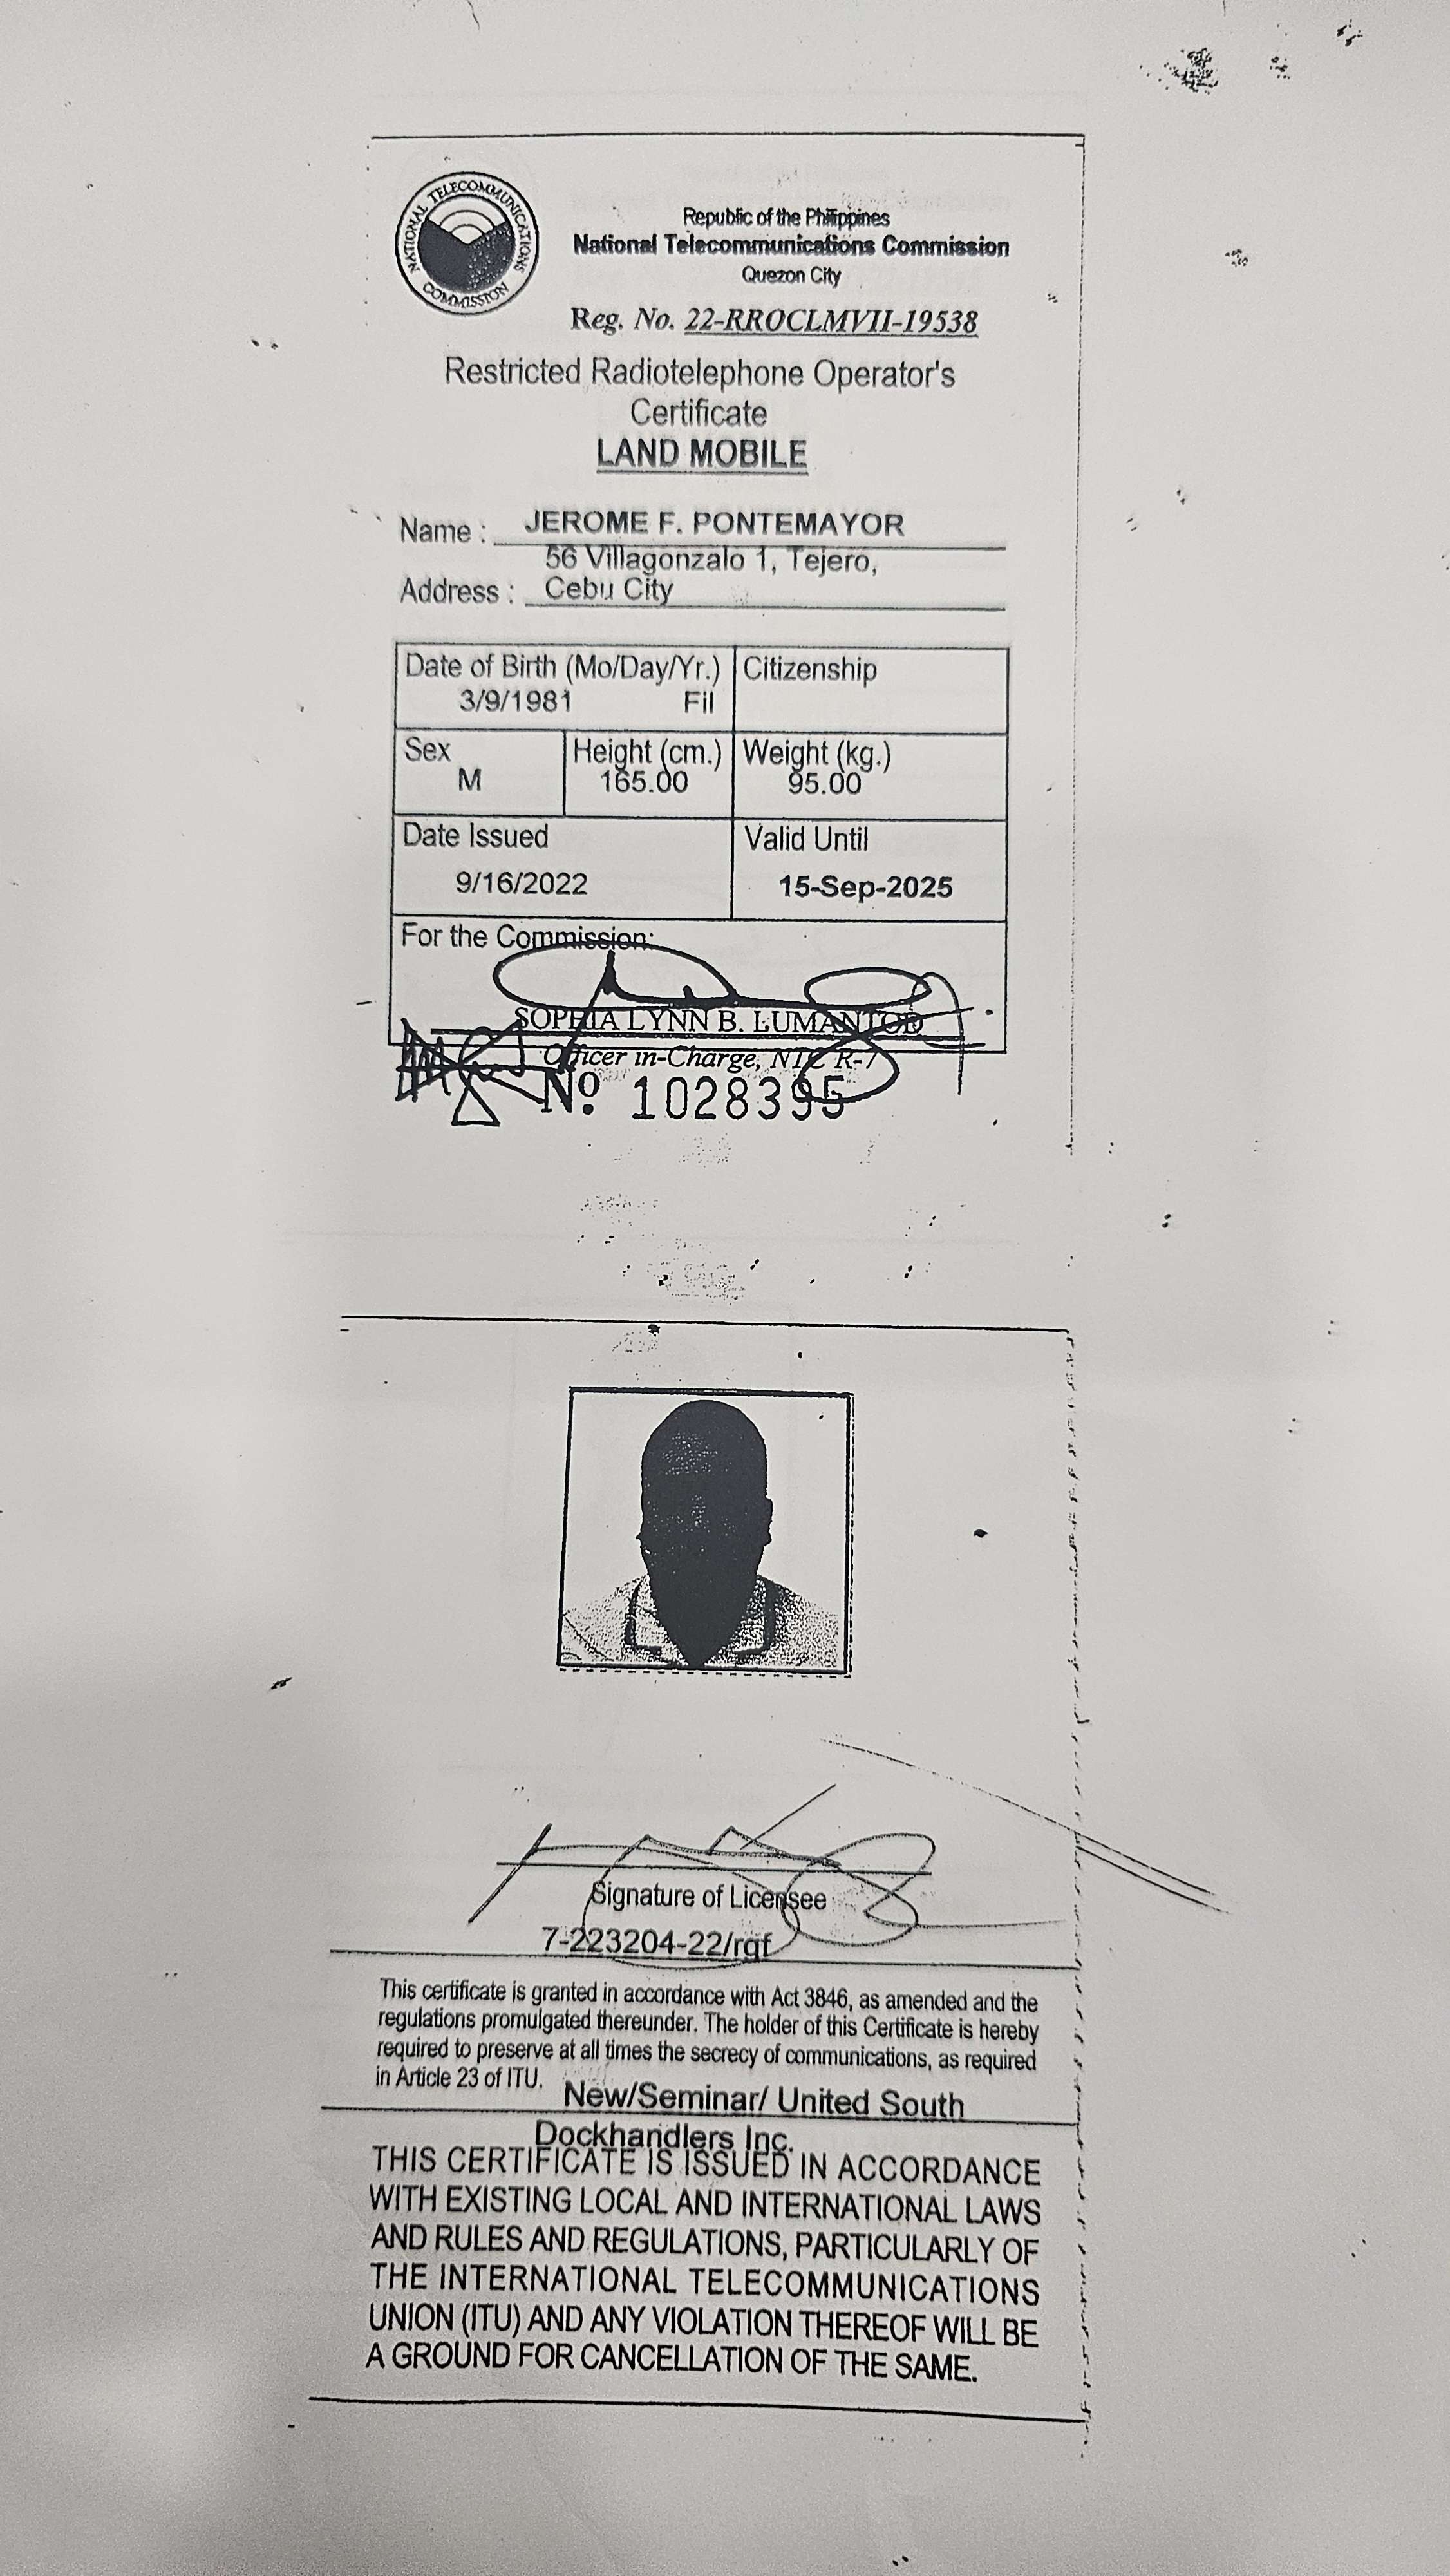 NATIONAL TELECOMMUNICATIONS COMMISSION
Republic of the Philippines
National Telecommunications Commission
Quezon City
Reg. No. 22-RROCLMVII-19538
Restricted Radiotelephone Operator's
Certificate
LAND MOBILE
Name : JEROME F. PONTEMAYOR
56 Villagonzalo 1, Tejero,
Address : Cebu City
Date of Birth (Mo/Day/Yr.) Citizenship
3/9/1981 Fil
Sex Height (cm.) Weight (kg.)
M 165.00 95.00
Date Issued Valid Until
9/16/2022 15-Sep-2025
For the Commission:
SOPHIA LYNN B. LUMANTOD
Officer in-Charge, NTC R-7
Nº 1028395
Signature of Licensee
7-223204-22/rgf
This certificate is granted in accordance with Act 3846, as amended and the
regulations promulgated thereunder. The holder of this Certificate is hereby
required to preserve at all times the secrecy of communications, as required
in Article 23 of ITU.
New/Seminar/ United South
Dockhandlers Inc.
THIS CERTIFICATE IS ISSUED IN ACCORDANCE
WITH EXISTING LOCAL AND INTERNATIONAL LAWS
AND RULES AND REGULATIONS, PARTICULARLY OF
THE INTERNATIONAL TELECOMMUNICATIONS
UNION (ITU) AND ANY VIOLATION THEREOF WILL BE
A GROUND FOR CANCELLATION OF THE SAME.